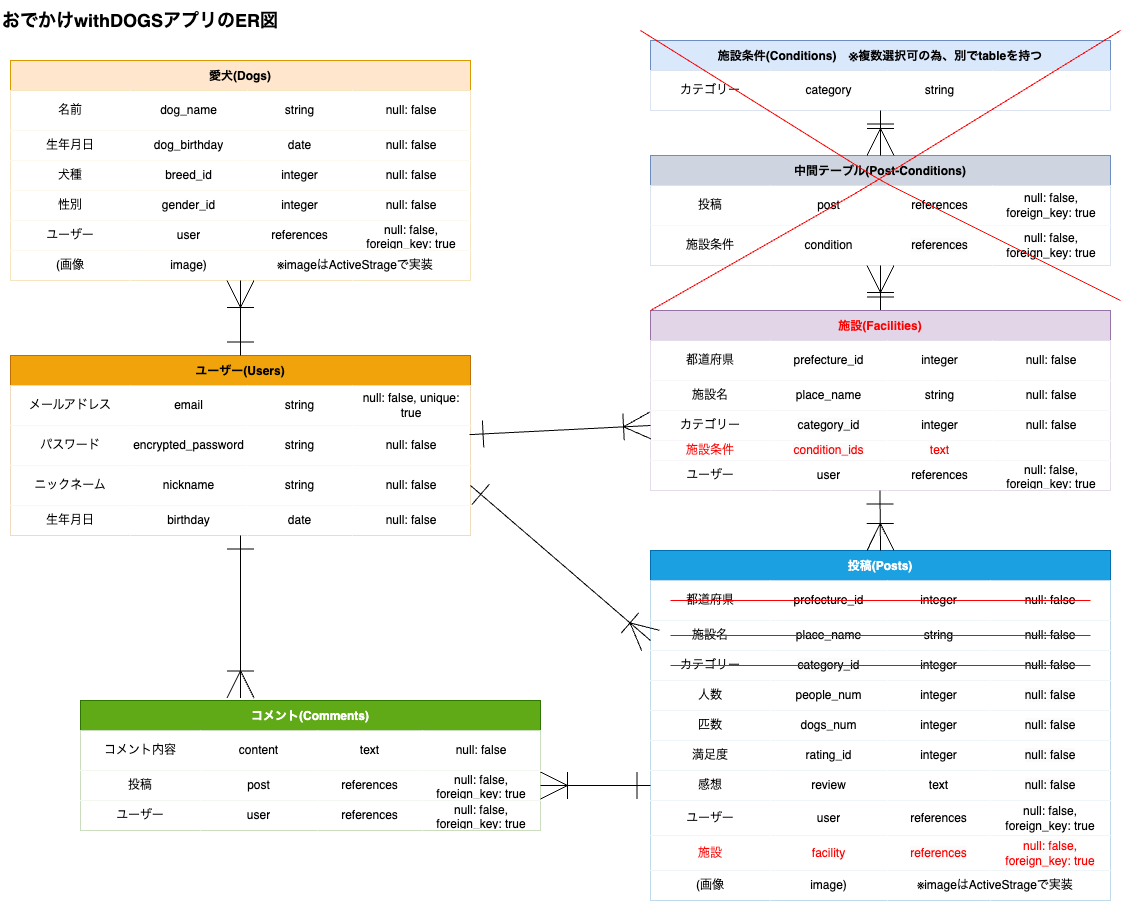 おでかけwithDOGSアプリのER図
愛犬(Dogs)
名前 dog_name string null: false
生年月日 dog_birthday date null: false
犬種 breed_id integer null: false
性別 gender_id integer null: false
ユーザー user references null: false, foreign_key: true
(画像 image) ※imageはActiveStrageで実装
ユーザー(Users)
メールアドレス email string null: false, unique: true
パスワード encrypted_password string null: false
ニックネーム nickname string null: false
生年月日 birthday date null: false
コメント(Comments)
コメント内容 content text null: false
投稿 post references null: false, foreign_key: true
ユーザー user references null: false, foreign_key: true
施設条件(Conditions) ※複数選択可の為、別でtableを持つ
カテゴリー category string
中間テーブル(Post-Conditions)
投稿 post references null: false, foreign_key: true
施設条件 condition references null: false, foreign_key: true
施設(Facilities)
都道府県 prefecture_id integer null: false
施設名 place_name string null: false
カテゴリー category_id integer null: false
施設条件 condition_ids text
ユーザー user references null: false, foreign_key: true
投稿(Posts)
都道府県 prefecture_id integer null: false
施設名 place_name string null: false
カテゴリー category_id integer null: false
人数 people_num integer null: false
匹数 dogs_num integer null: false
満足度 rating_id integer null: false
感想 review text null: false
ユーザー user references null: false, foreign_key: true
施設 facility references null: false, foreign_key: true
(画像 image) ※imageはActiveStrageで実装